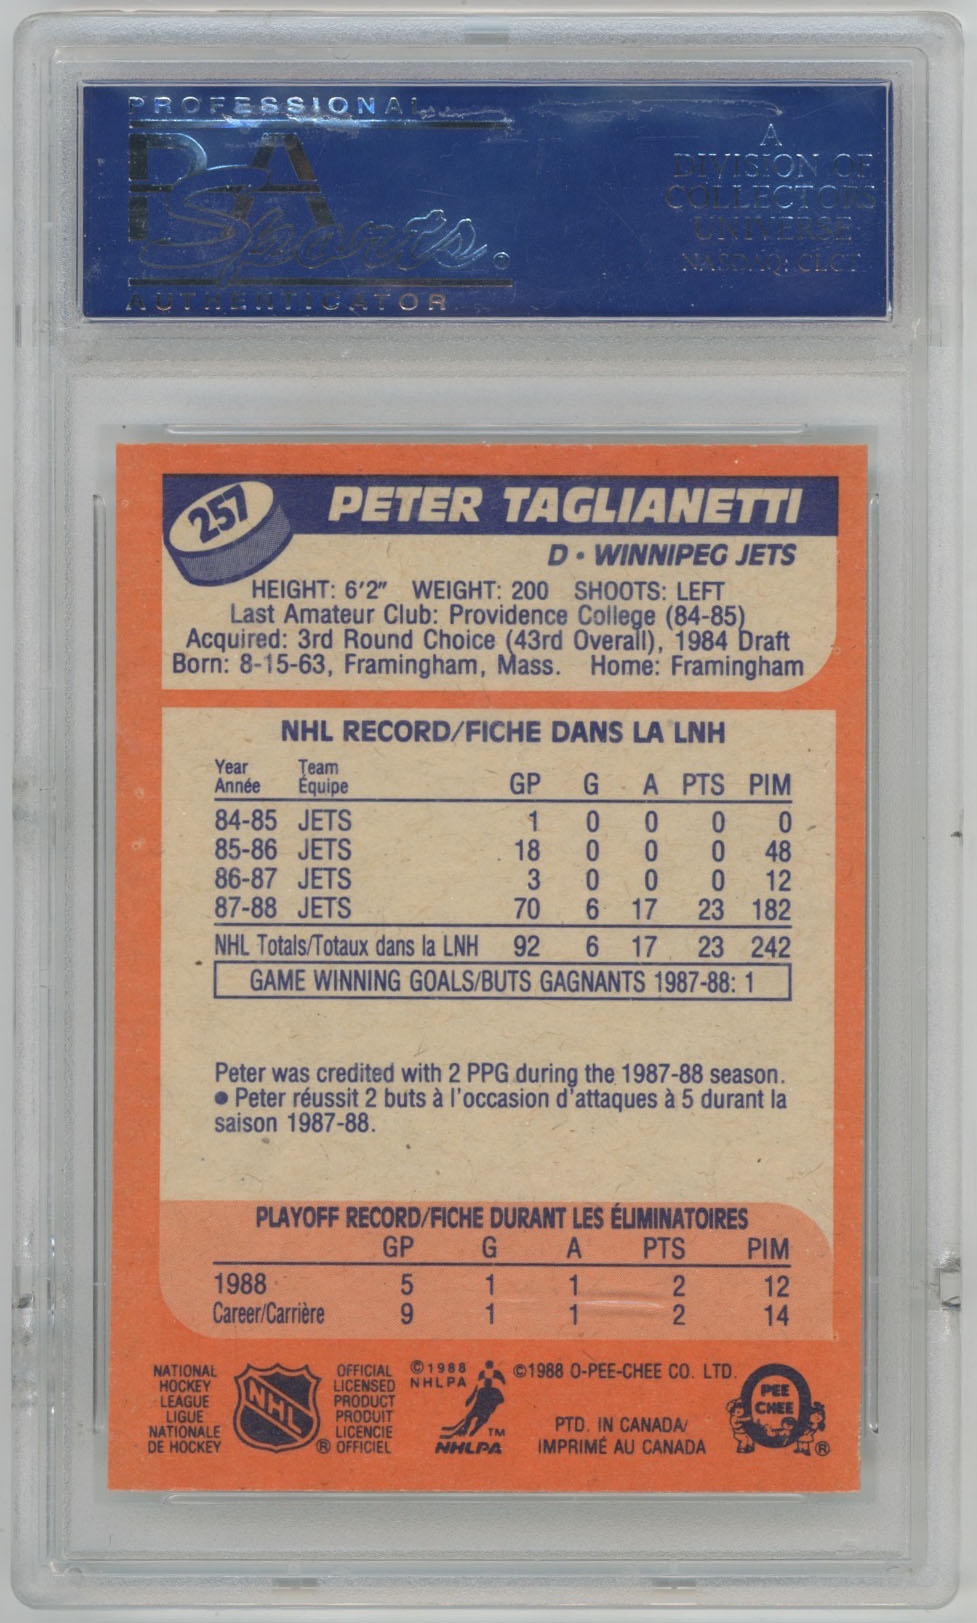 PROFESSIONAL
PSA
Sports
AUTHENTICATOR
A
DIVISION OF
COLLECTORS
UNIVERSE
NASDAQ: CLCT
257
PETER TAGLIANETTI
D • WINNIPEG JETS
HEIGHT: 6'2" WEIGHT: 200 SHOOTS: LEFT
Last Amateur Club: Providence College (84-85)
Acquired: 3rd Round Choice (43rd Overall), 1984 Draft
Born: 8-15-63, Framingham, Mass. Home: Framingham
NHL RECORD/FICHE DANS LA LNH
Year Team
Année Équipe GP G A PTS PIM
84-85 JETS 1 0 0 0 0
85-86 JETS 18 0 0 0 48
86-87 JETS 3 0 0 0 12
87-88 JETS 70 6 17 23 182
NHL Totals/Totaux dans la LNH 92 6 17 23 242
GAME WINNING GOALS/BUTS GAGNANTS 1987-88: 1
Peter was credited with 2 PPG during the 1987-88 season.
● Peter réussit 2 buts à l'occasion d'attaques à 5 durant la
saison 1987-88.
PLAYOFF RECORD/FICHE DURANT LES ÉLIMINATOIRES
GP G A PTS PIM
1988 5 1 1 2 12
Career/Carrière 9 1 1 2 14
NATIONAL
HOCKEY
LEAGUE
LIGUE
NATIONALE
DE HOCKEY
NHL
®
OFFICIAL
LICENSED
PRODUCT
PRODUIT
LICENCIE
OFFICIEL
©1988
NHLPA
TM
NHLPA
©1988 O-PEE-CHEE CO. LTD.
PTD. IN CANADA/
IMPRIMÉ AU CANADA
O
PEE
CHEE
®